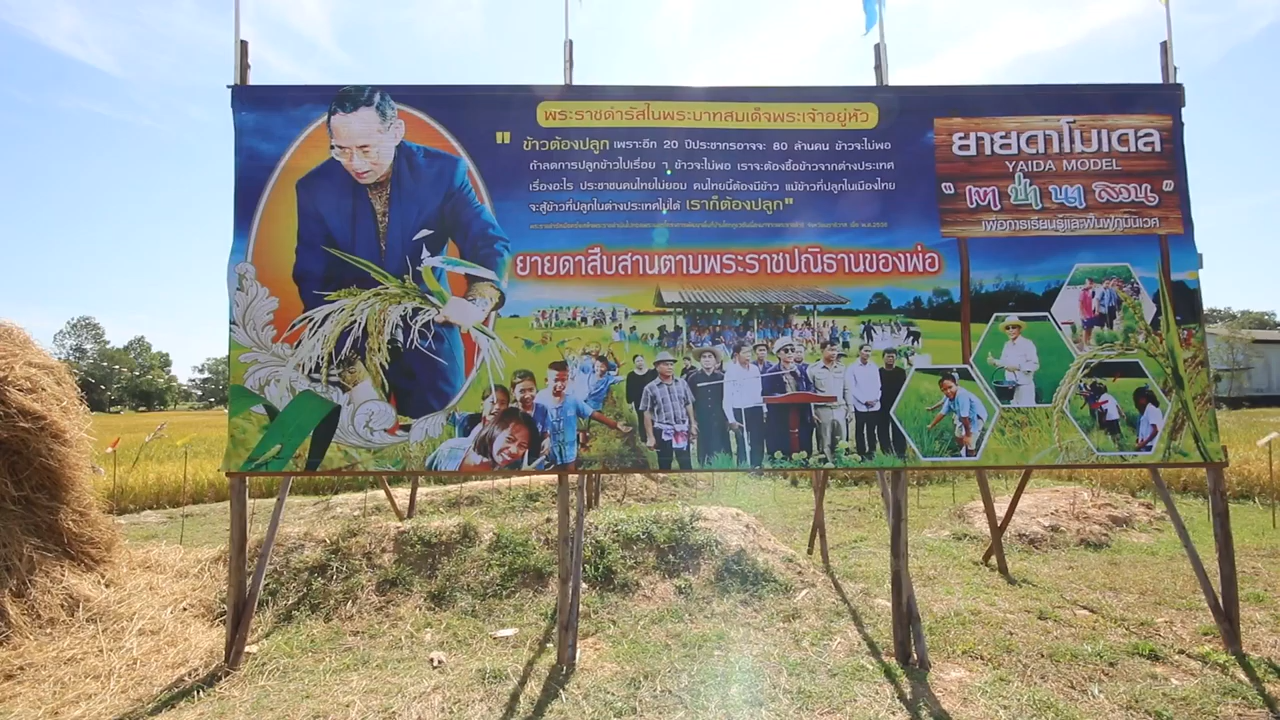 พระราชดำรัสในพระบาทสมเด็จพระเจ้าอยู่หัว
" ข้าวต้องปลูก เพราะอีก 20 ปีประชากรอาจจะ 80 ล้านคน ข้าวจะไม่พอ
ถ้าลดการปลูกข้าวไปเรื่อย ๆ ข้าวจะไม่พอ เราจะต้องซื้อข้าวจากต่างประเทศ
เรื่องอะไร ประชาชนคนไทยไม่ยอม คนไทยนี้ต้องมีข้าว แม้ข้าวที่ปลูกในเมืองไทย
จะสู้ข้าวที่ปลูกในต่างประเทศไม่ได้ เราก็ต้องปลูก"
ยายดาสืบสานตามพระราชปณิธานของพ่อ
ยายดาโมเดล
YAIDA MODEL
" เขา ป่า นา สวน "
เพื่อการเรียนรู้และฟื้นฟูภูมินิเวศ